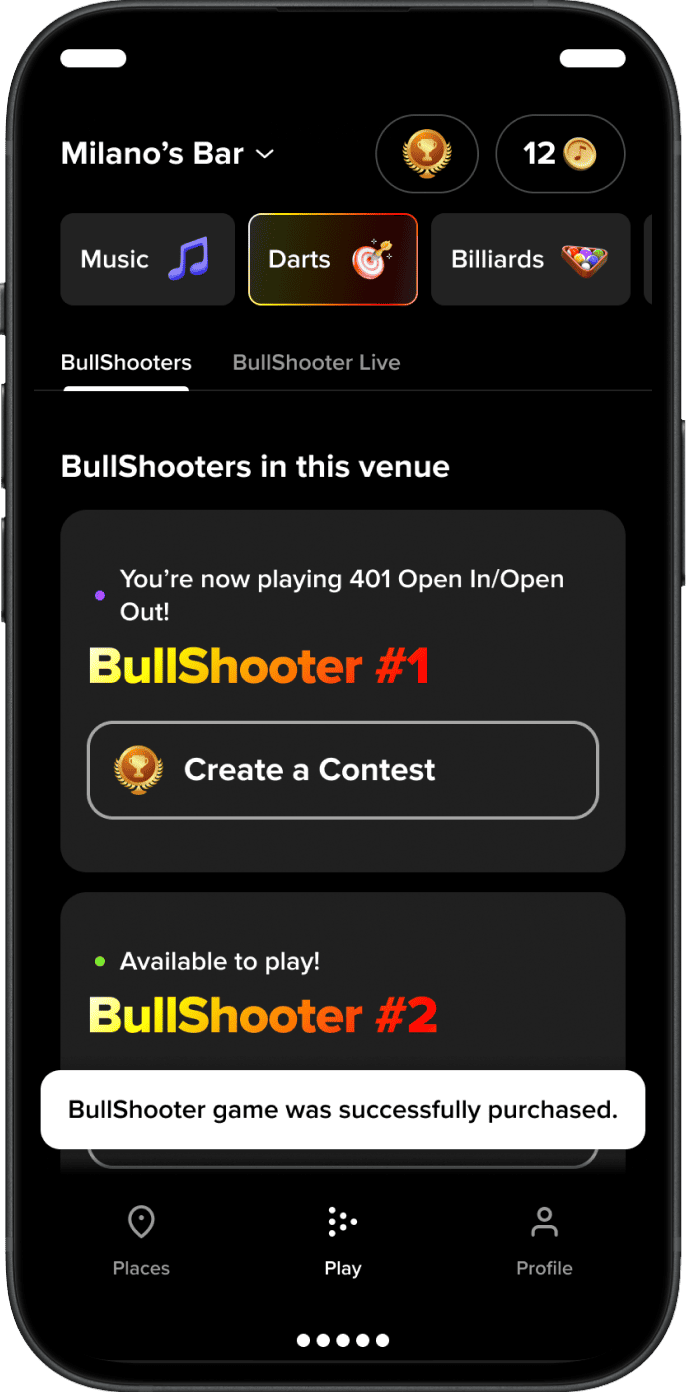 Milano’s Bar
12
Music
Darts
Billiards
BullShooters
BullShooter Live
BullShooters in this venue
You’re now playing 401 Open In/Open
Out!
BullShooter #1
Create a Contest
Available to play!
BullShooter #2
BullShooter game was successfully purchased.
Places
Play
Profile